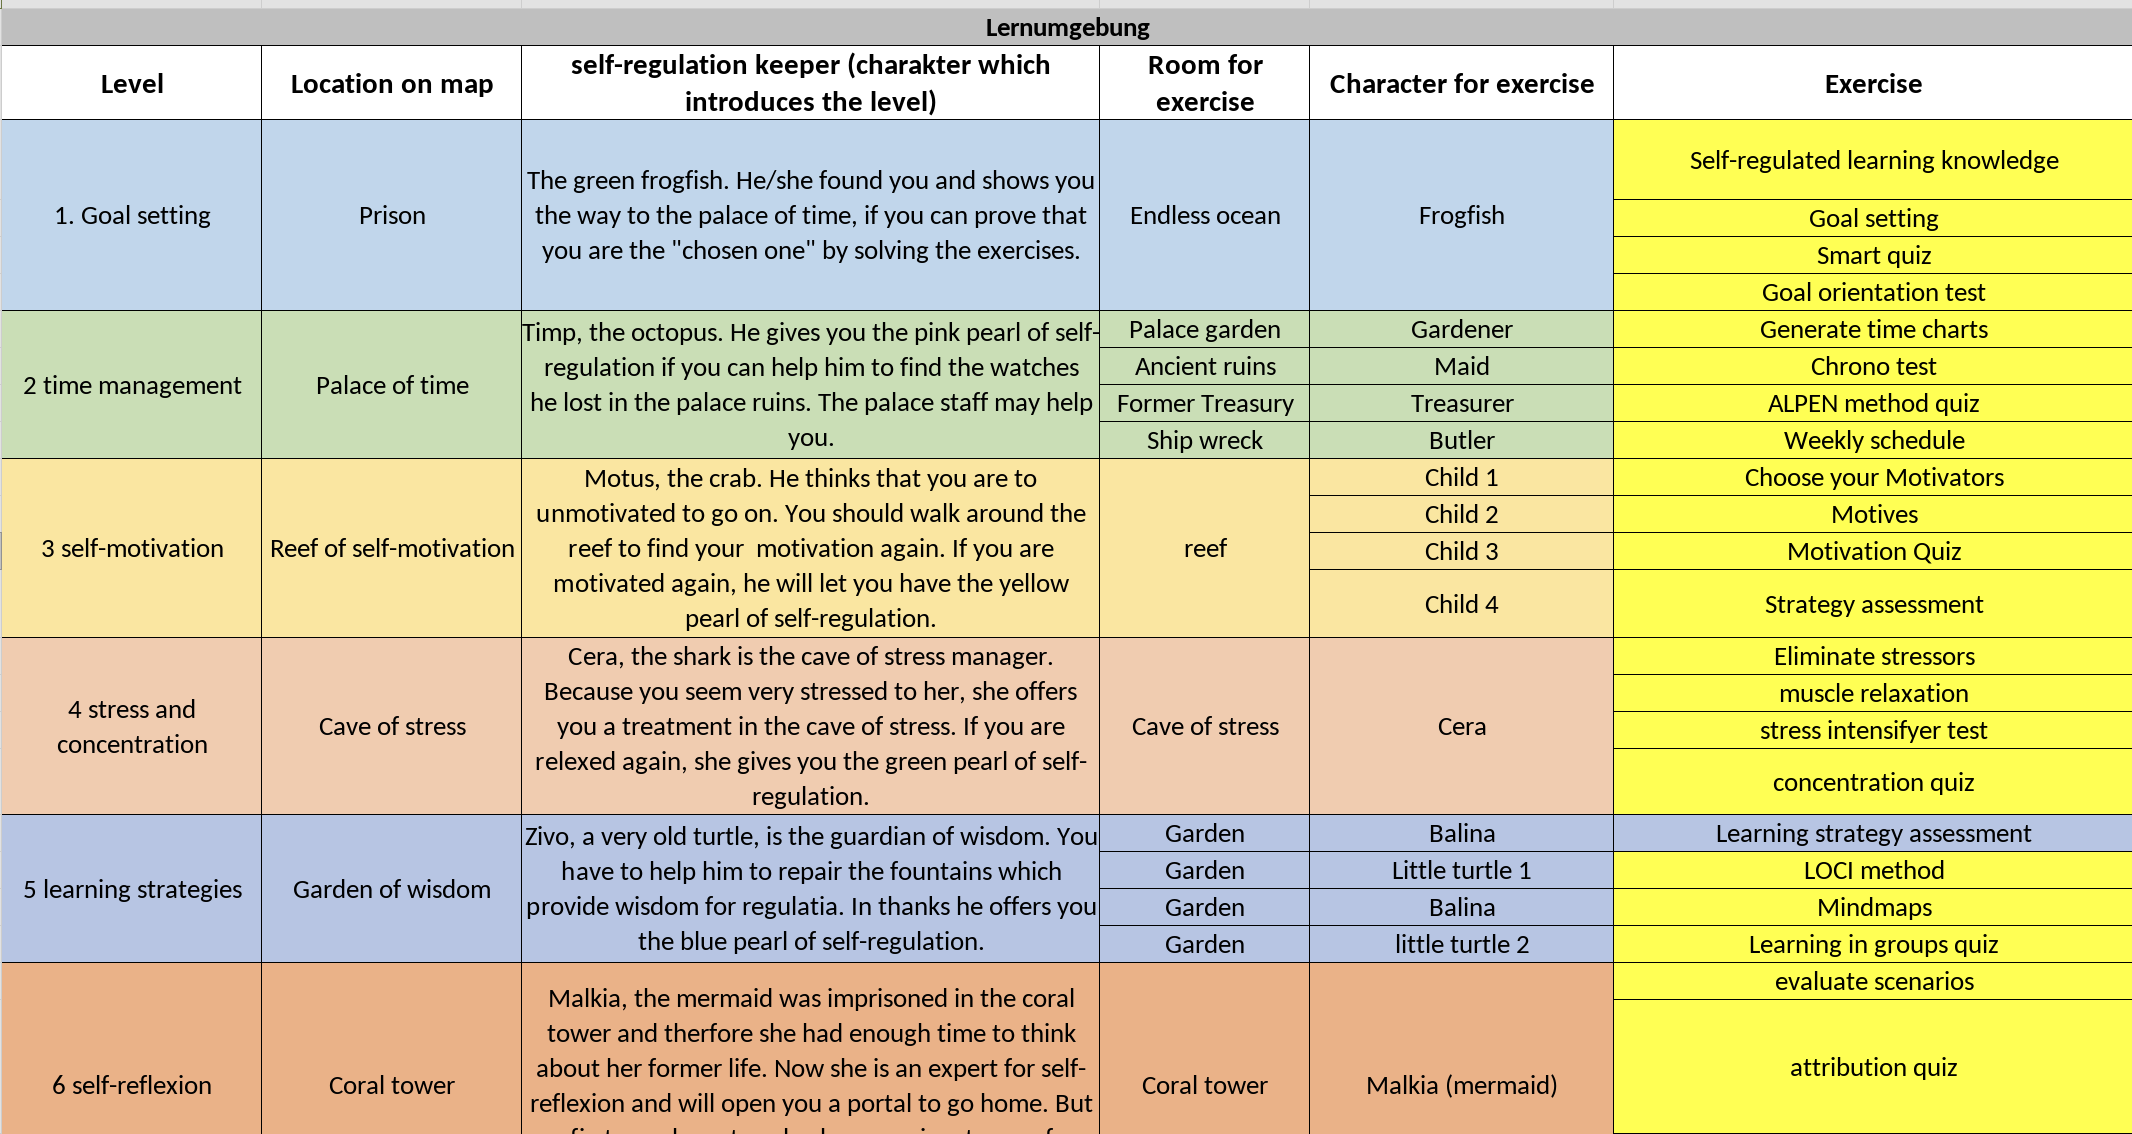 Lernumgebung
Level
Location on map
self-regulation keeper (charakter which
introduces the level)
Room for
exercise
Character for exercise
Exercise
1. Goal setting
Prison
The green frogfish. He/she found you and shows you
the way to the palace of time, if you can prove that
you are the "chosen one" by solving the exercises.
Endless ocean
Frogfish
Self-regulated learning knowledge
Goal setting
Smart quiz
Goal orientation test
2 time management
Palace of time
Timp, the octopus. He gives you the pink pearl of self-
regulation if you can help him to find the watches
he lost in the palace ruins. The palace staff may help
you.
Palace garden
Gardener
Generate time charts
Ancient ruins
Maid
Chrono test
Former Treasury
Treasurer
ALPEN method quiz
Ship wreck
Butler
Weekly schedule
3 self-motivation
Reef of self-motivation
Motus, the crab. He thinks that you are to
unmotivated to go on. You should walk around the
reef to find your  motivation again. If you are
motivated again, he will let you have the yellow
pearl of self-regulation.
reef
Child 1
Choose your Motivators
Child 2
Motives
Child 3
Motivation Quiz
Child 4
Strategy assessment
4 stress and
concentration
Cave of stress
Cera, the shark is the cave of stress manager.
Because you seem very stressed to her, she offers
you a treatment in the cave of stress. If you are
relexed again, she gives you the green pearl of self-
regulation.
Cave of stress
Cera
Eliminate stressors
muscle relaxation
stress intensifyer test
concentration quiz
5 learning strategies
Garden of wisdom
Zivo, a very old turtle, is the guardian of wisdom. You
have to help him to repair the fountains which
provide wisdom for regulatia. In thanks he offers you
the blue pearl of self-regulation.
Garden
Balina
Learning strategy assessment
Garden
Little turtle 1
LOCI method
Garden
Balina
Mindmaps
Garden
little turtle 2
Learning in groups quiz
6 self-reflexion
Coral tower
Malkia, the mermaid was imprisoned in the coral
tower and therfore she had enough time to think
about her former life. Now she is an expert for self-
reflexion and will open you a portal to go home. But
Coral tower
Malkia (mermaid)
evaluate scenarios
attribution quiz